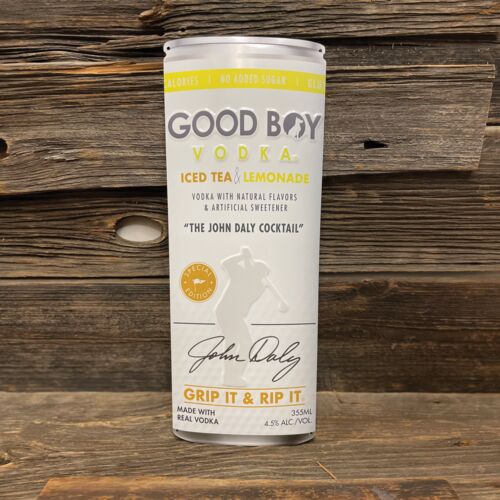 CALORIES | NO ADDED SUGAR |
GOOD BOY
VODKA
ICED TEA & LEMONADE
VODKA WITH NATURAL FLAVORS
& ARTIFICIAL SWEETENER
"THE JOHN DALY COCKTAIL"
SPECIAL
EDITION
John Daly
GRIP IT & RIP IT
MADE WITH
REAL VODKA
355ML
4.5% ALC /VOL.